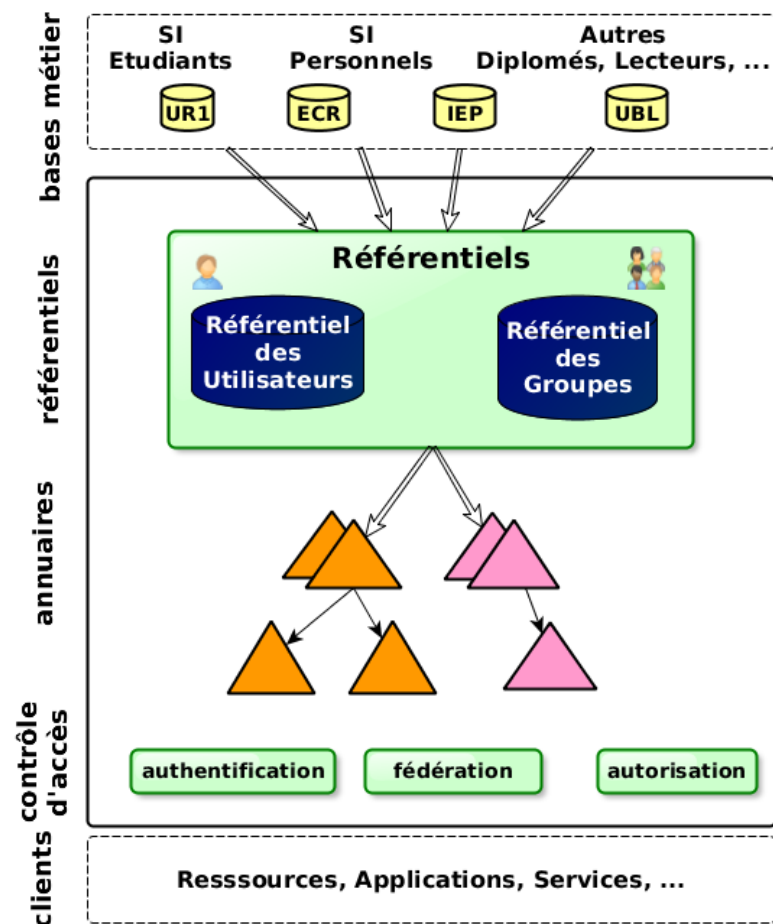 SI
Etudiants
SI
Personnels
Autres
Diplomés, Lecteurs, ...
UR1
ECR
IEP
UBL
bases métier
Référentiels
Référentiel
des
Utilisateurs
Référentiel
des
Groupes
référentiels
annuaires
contrôle
d'accès
authentification
fédération
autorisation
clients
Resssources, Applications, Services, ...